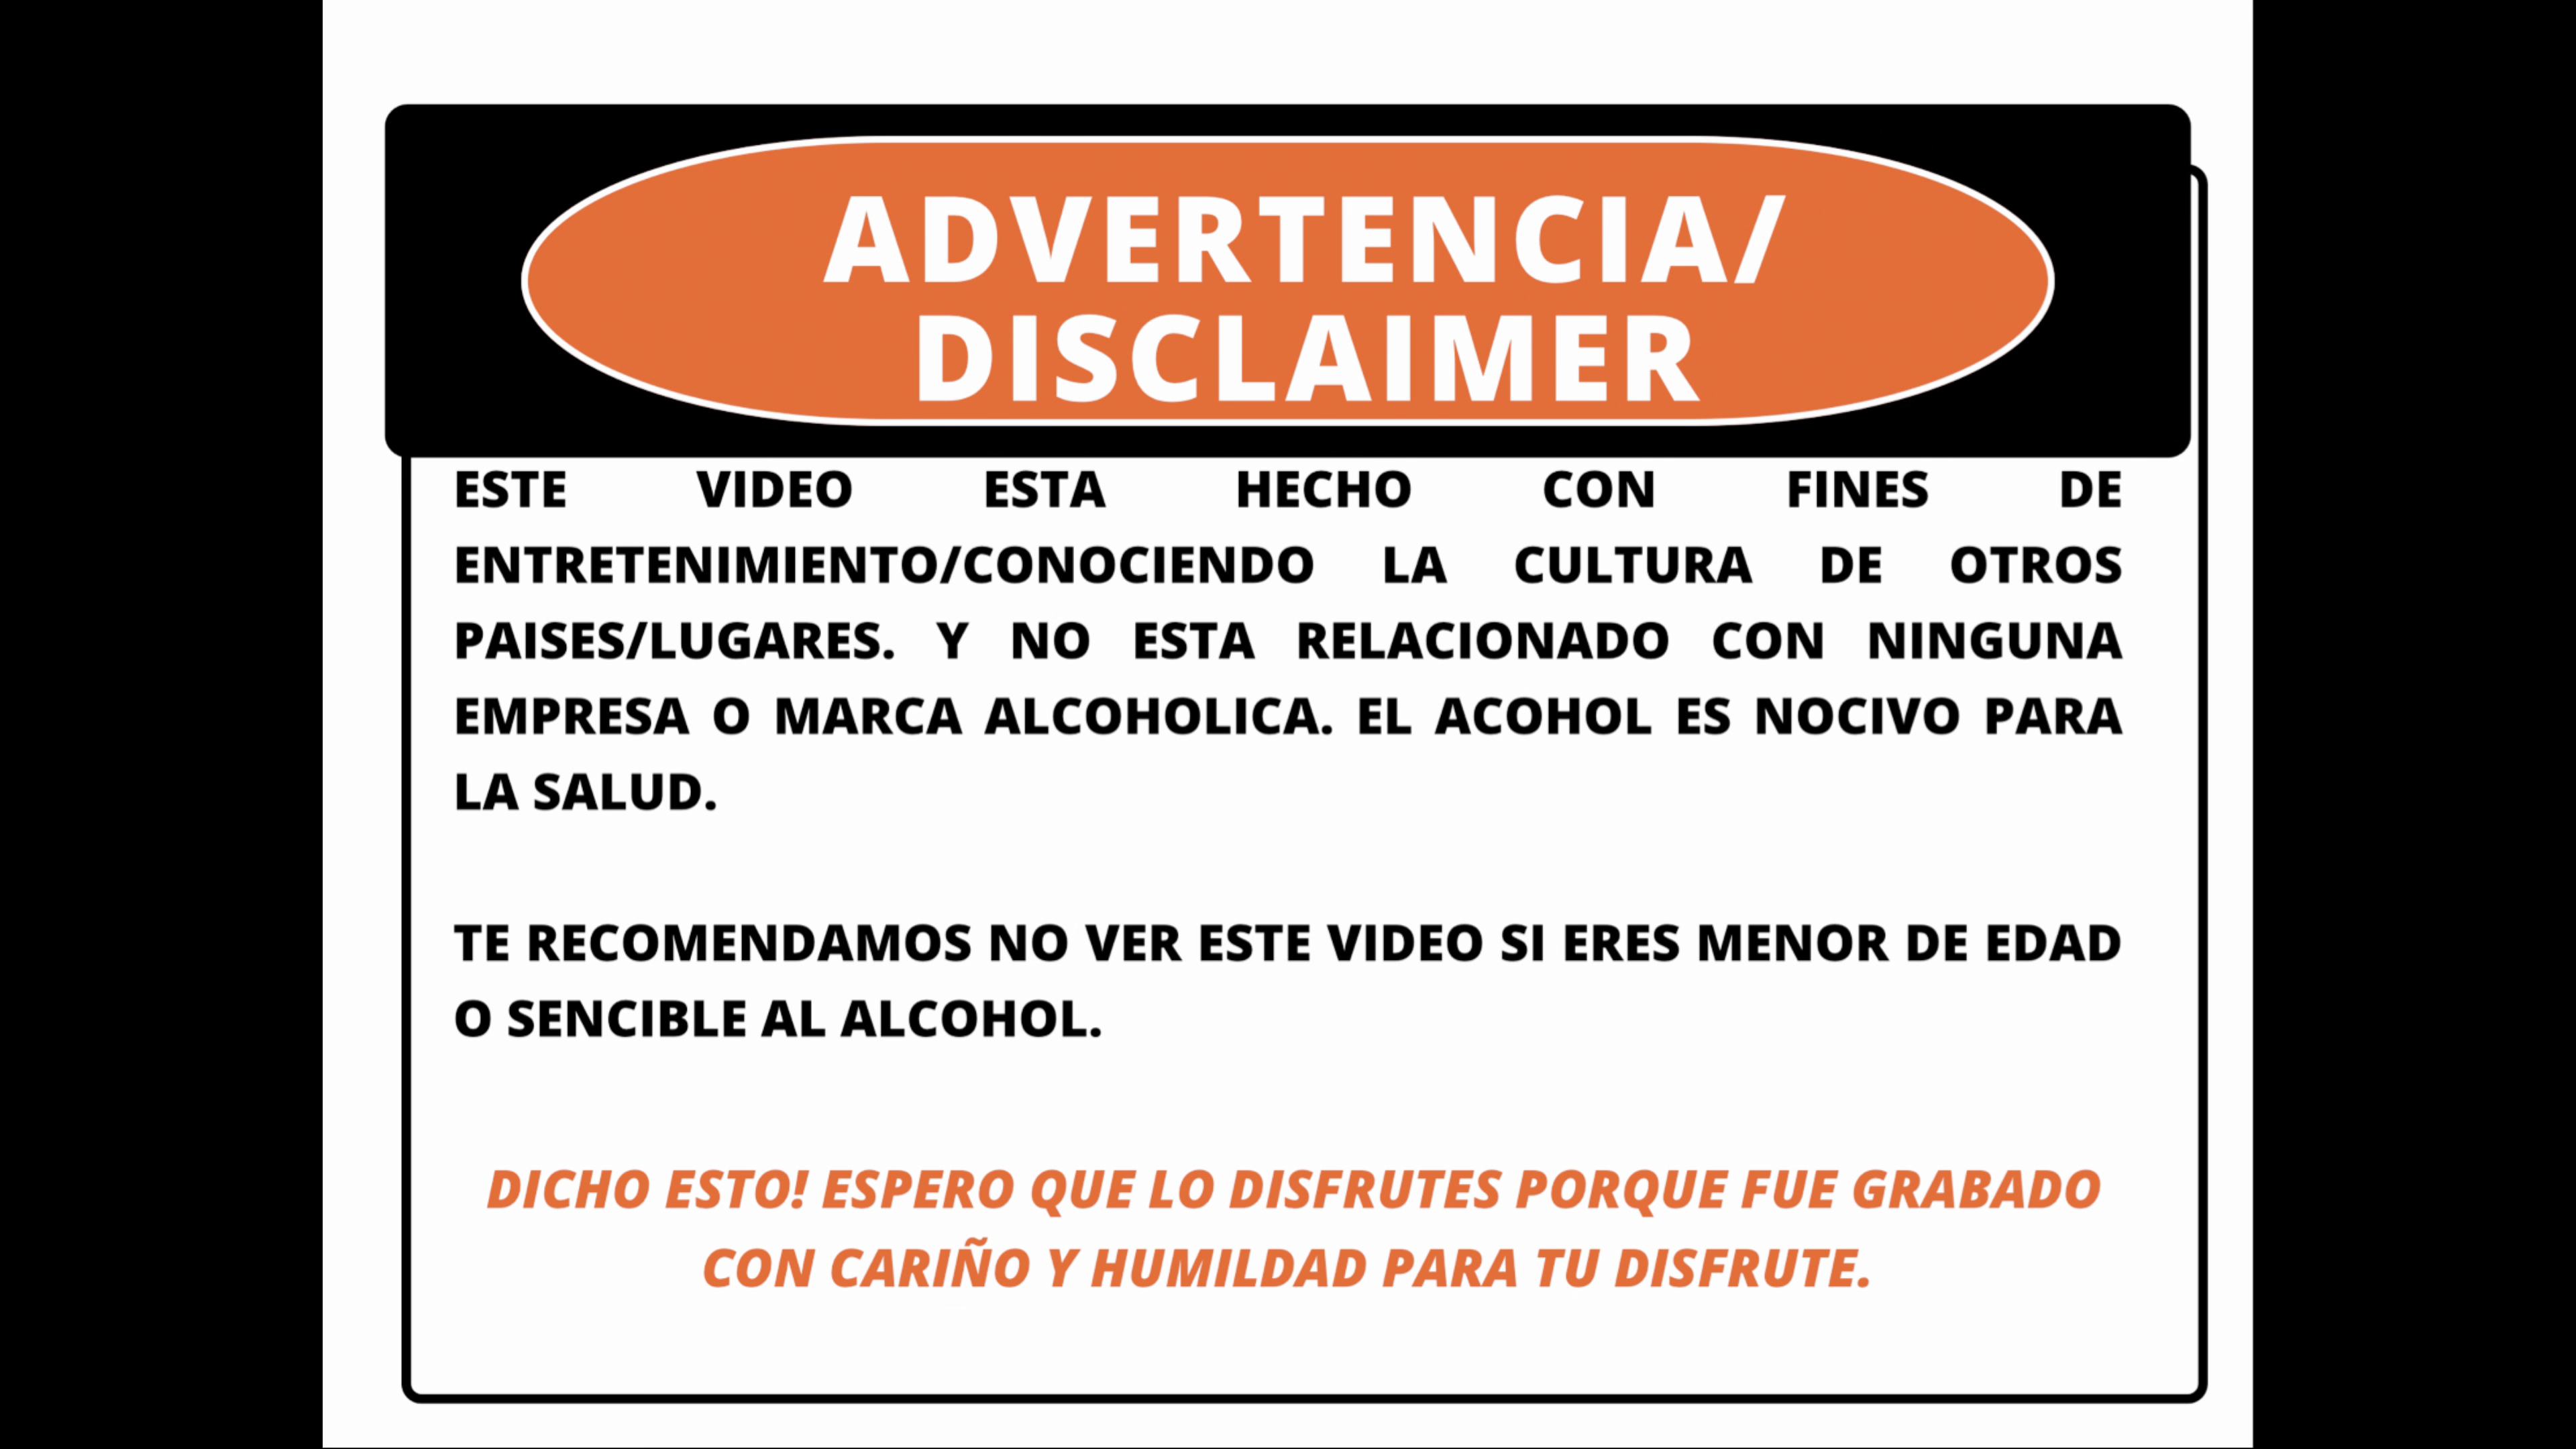 ADVERTENCIA/
DISCLAIMER
ESTE VIDEO ESTA HECHO CON FINES DE
ENTRETENIMIENTO/CONOCIENDO LA CULTURA DE OTROS
PAISES/LUGARES. Y NO ESTA RELACIONADO CON NINGUNA
EMPRESA O MARCA ALCOHOLICA. EL ACOHOL ES NOCIVO PARA
LA SALUD.
TE RECOMENDAMOS NO VER ESTE VIDEO SI ERES MENOR DE EDAD
O SENCIBLE AL ALCOHOL.
DICHO ESTO! ESPERO QUE LO DISFRUTES PORQUE FUE GRABADO
CON CARIÑO Y HUMILDAD PARA TU DISFRUTE.